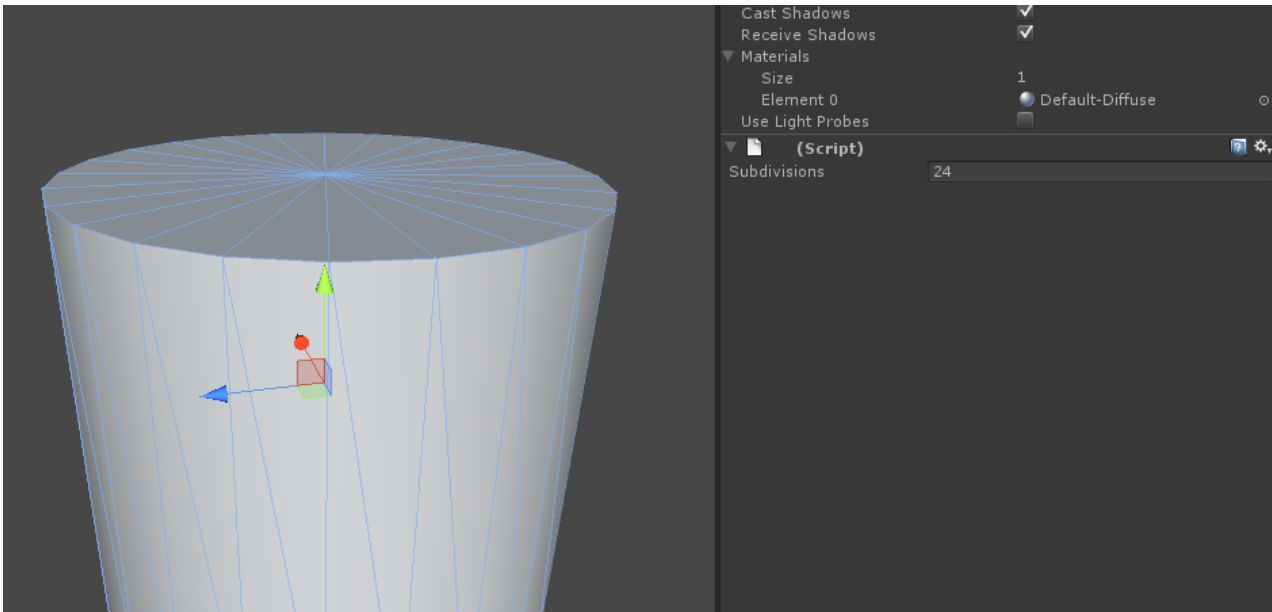 Cast Shadows
Receive Shadows
Materials
Size 1
Element 0 Default-Diffuse
Use Light Probes
(Script)
Subdivisions 24